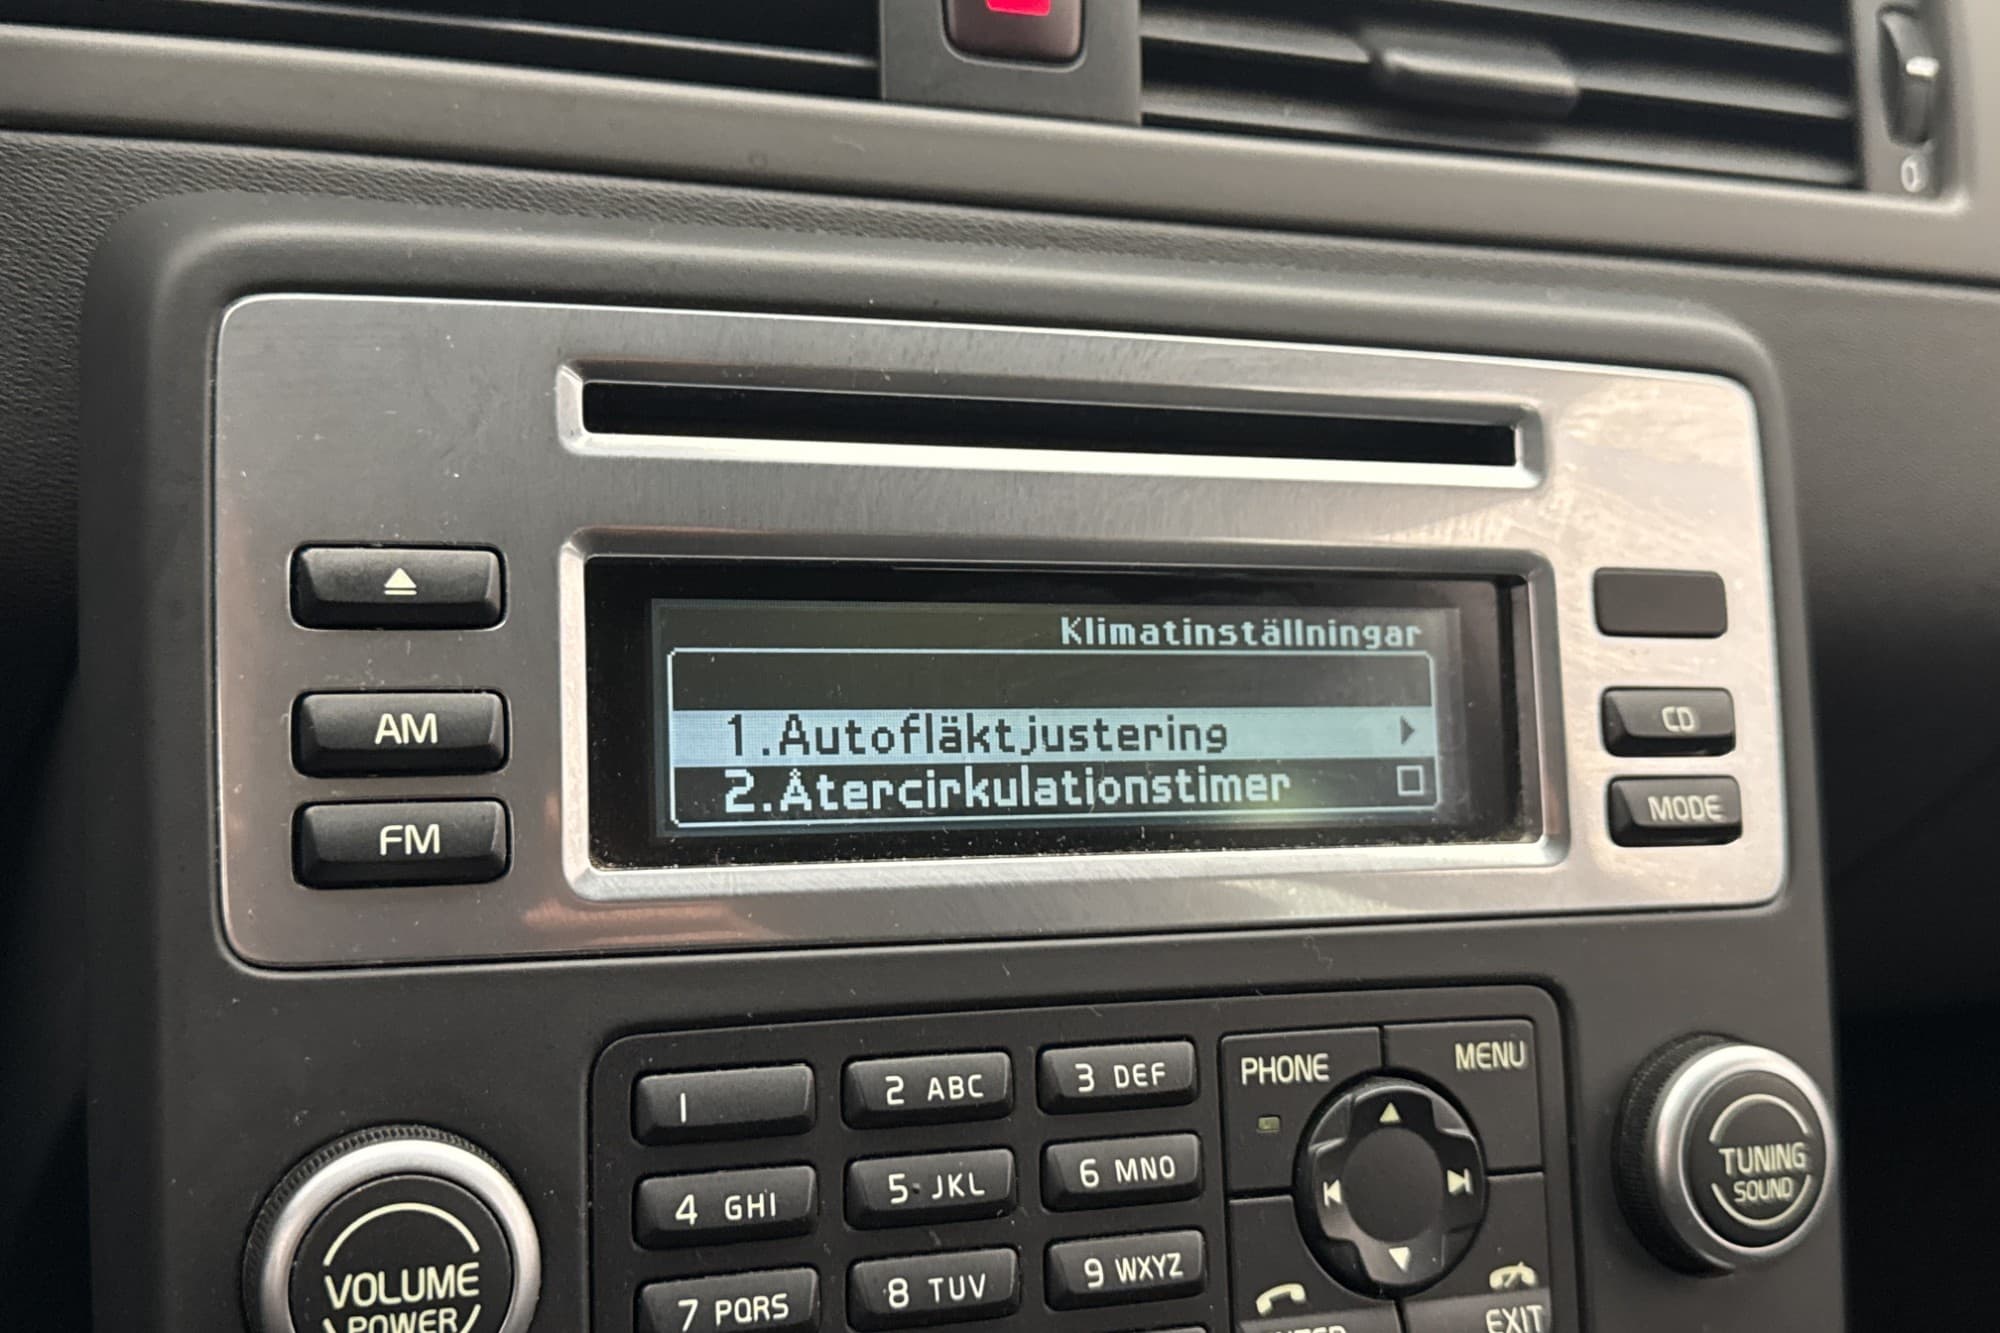 Klimatinställningar
1.Autofläktjustering
2.Återcirkulationstimer
AM
FM
CD
MODE
PHONE
MENU
1
2 ABC
3 DEF
4 GHI
5 JKL
6 MNO
7 PQRS
8 TUV
9 WXYZ
VOLUME
POWER
TUNING
SOUND
EXIT